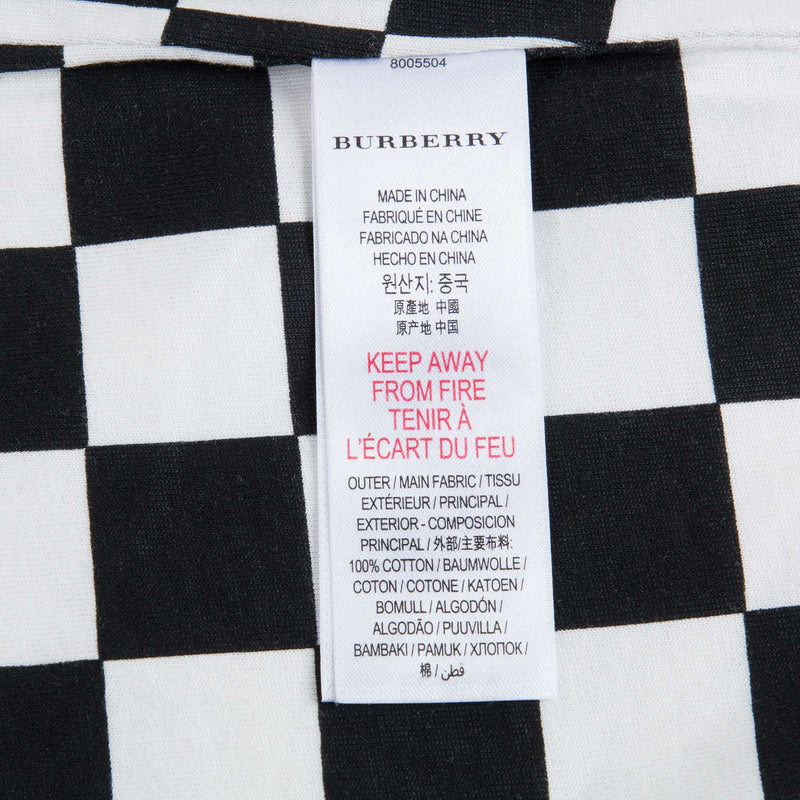 8005504
BURBERRY
MADE IN CHINA
FABRIQUÉ EN CHINE
FABRICADO NA CHINA
HECHO EN CHINA
원산지: 중국
原產地 中國
原产地 中国
KEEP AWAY
FROM FIRE
TENIR À
L'ÉCART DU FEU
OUTER / MAIN FABRIC / TISSU
EXTÉRIEUR / PRINCIPAL /
EXTERIOR - COMPOSICION
PRINCIPAL / 外部/主要布料:
100% COTTON / BAUMWOLLE /
COTON / COTONE / KATOEN /
BOMULL / ALGODÓN /
ALGODÃO / PUUVILLA /
BAMBAKI / PAMUK / ХЛОПОК /
棉 / قطن /